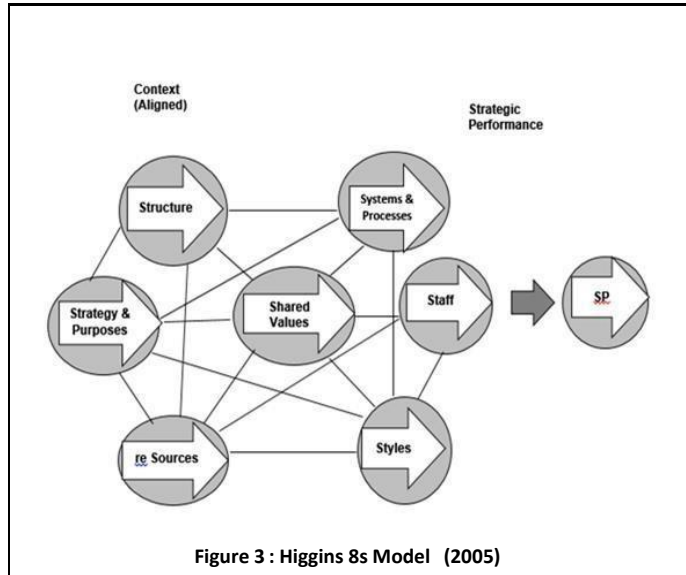 Context
(Aligned)
Strategic
Performance
Structure
Systems &
Processes
Strategy &
Purposes
Shared
Values
Staff
SP
re Sources
Styles
Figure 3 : Higgins 8s Model (2005)